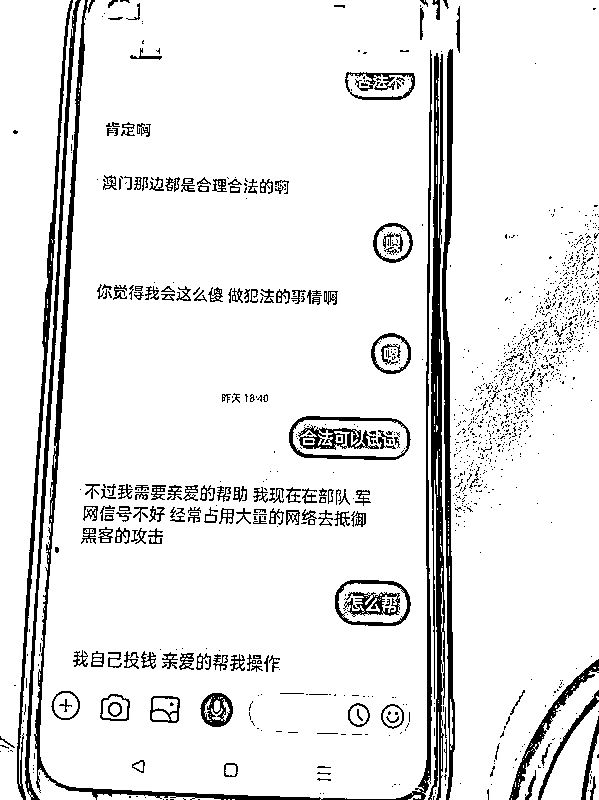 合法不
肯定啊
澳门那边都是合理合法的啊
嗯
你觉得我会这么傻 做犯法的事情啊
嗯
昨天 18:40
合法可以试试
不过我需要亲爱的帮助 我现在在部队 军
网信号不好 经常占用大量的网络去抵御
黑客的攻击
怎么帮
我自己投钱 亲爱的帮我操作